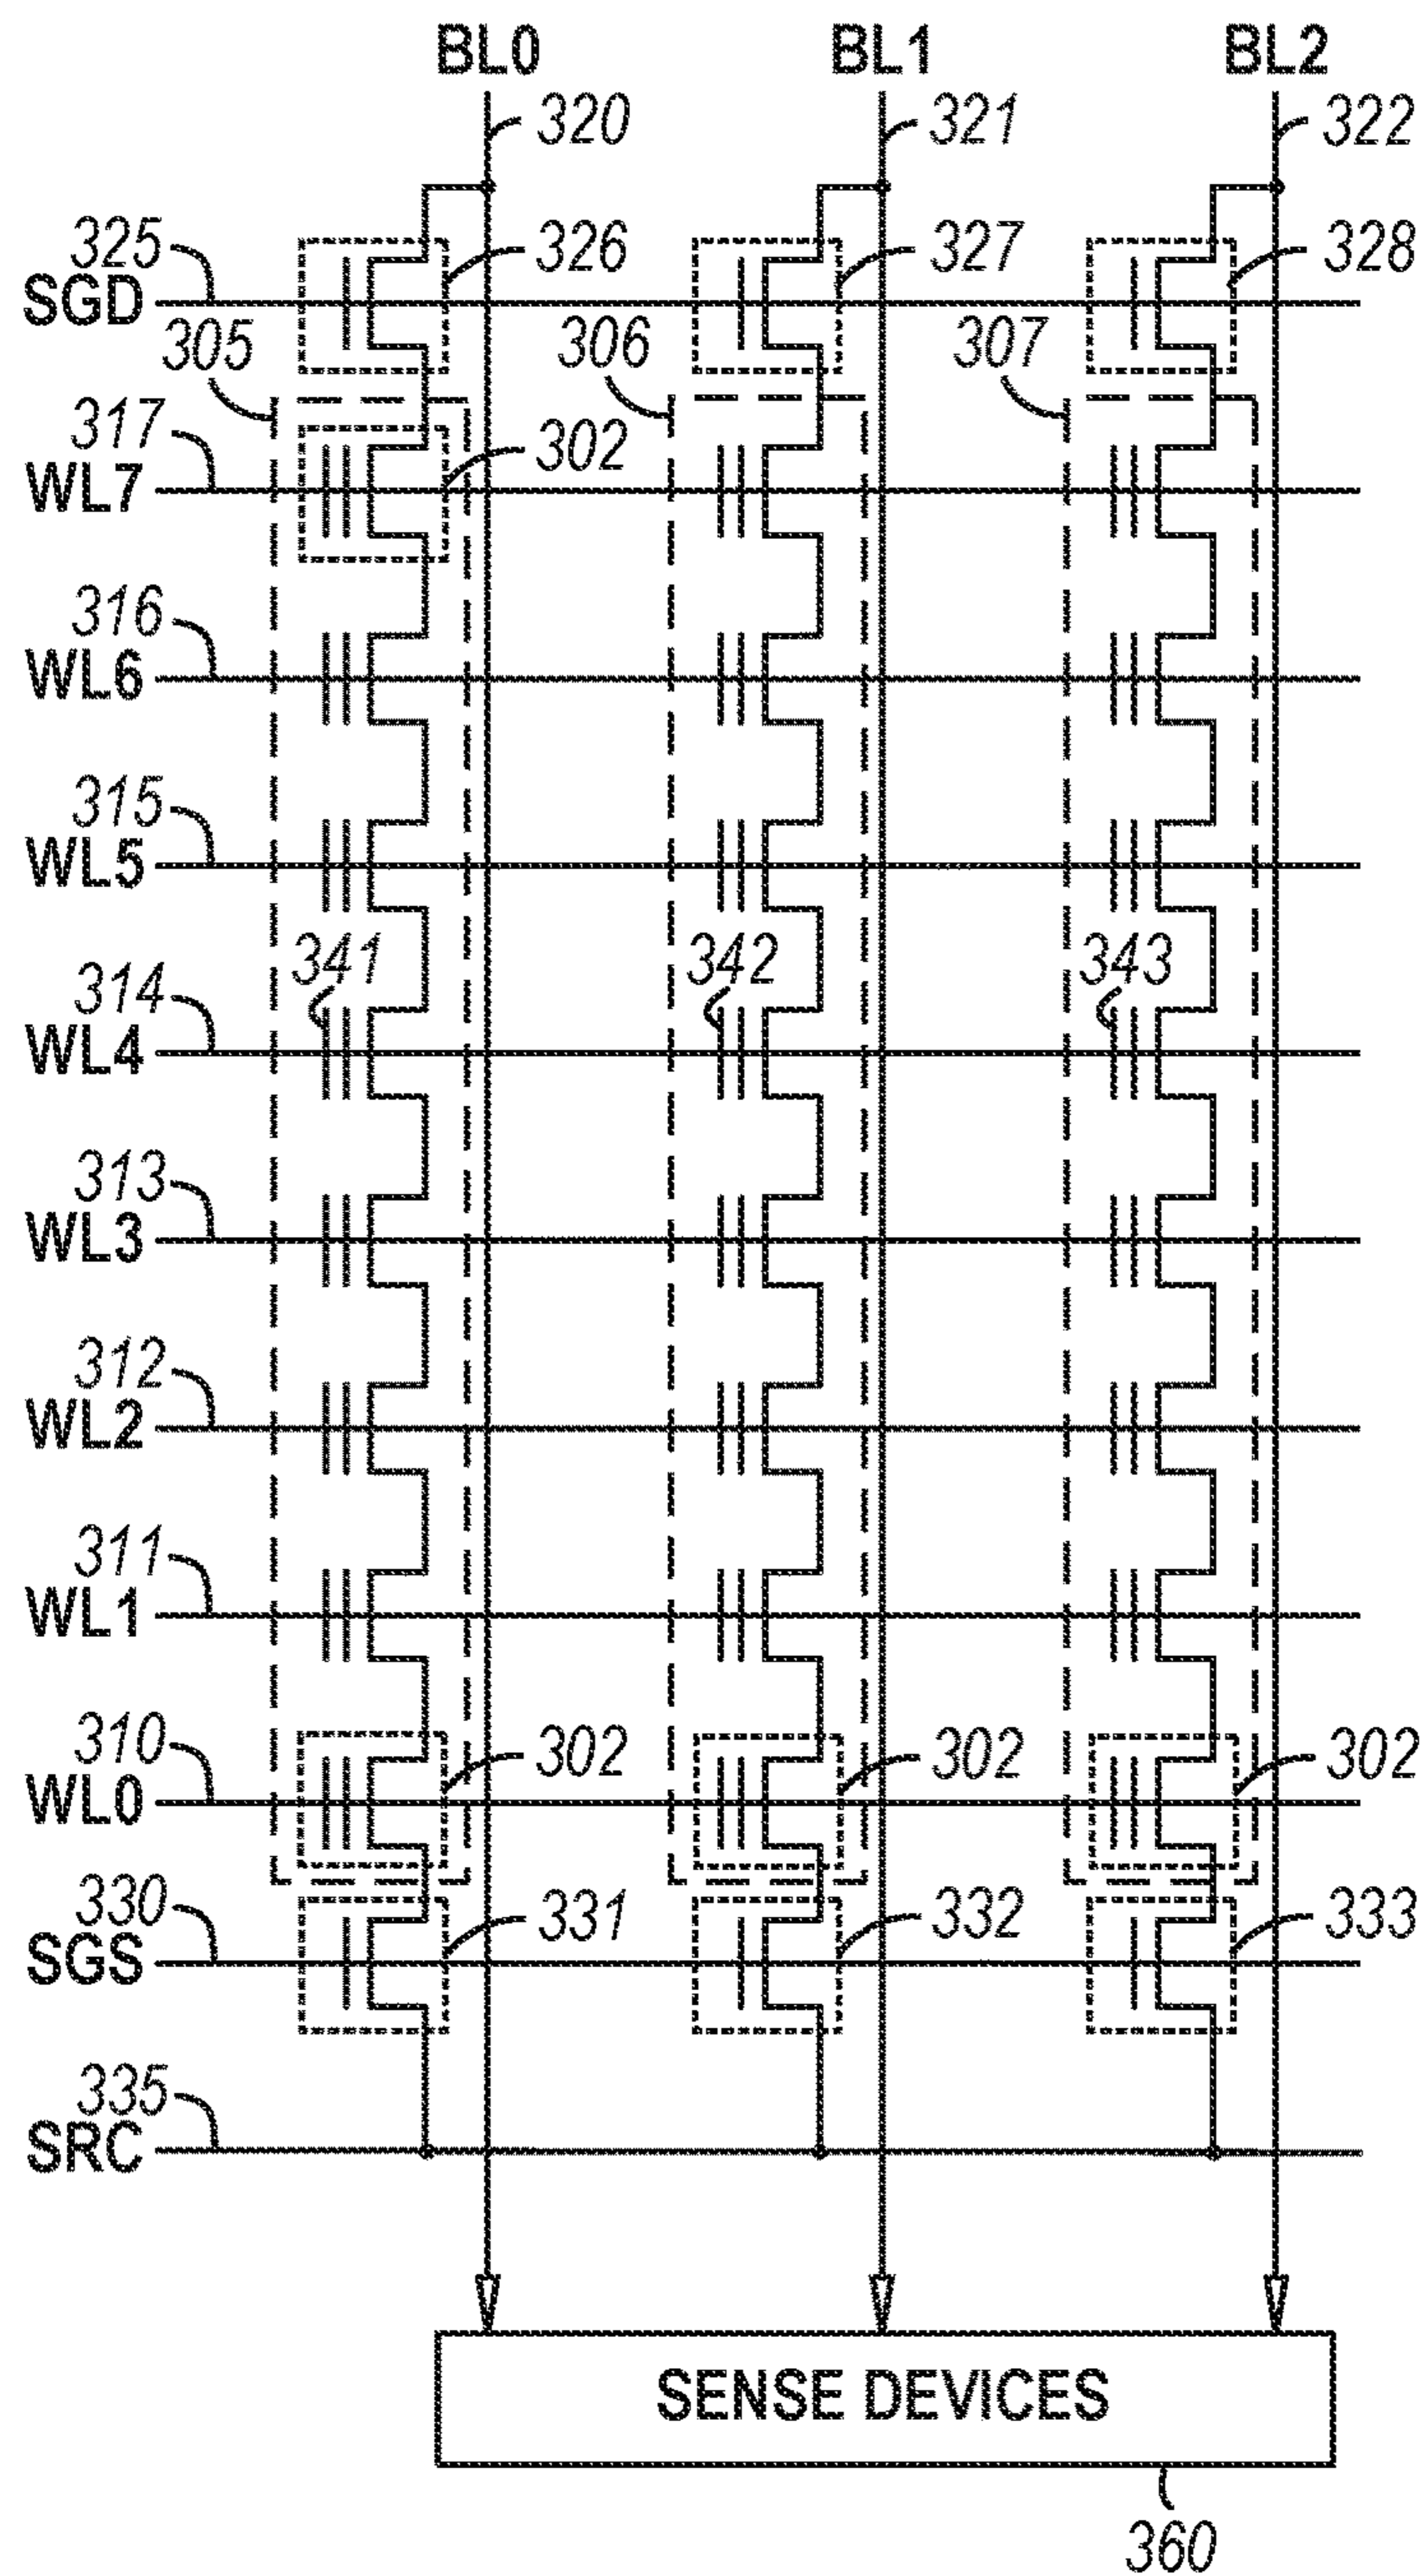 BL0 BL1 BL2
320 321 322
325 326 327 328
SGD
305 306 307
317 302
WL7
316
WL6
315
WL5
341 342 343
314
WL4
313
WL3
312
WL2
311
WL1
310 302 302 302
WL0
330 331 332 333
SGS
335
SRC
SENSE DEVICES
360